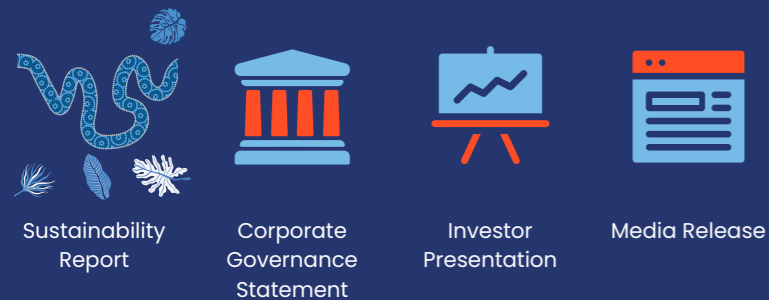 Sustainability
Report
Corporate
Governance
Statement
Investor
Presentation
Media Release